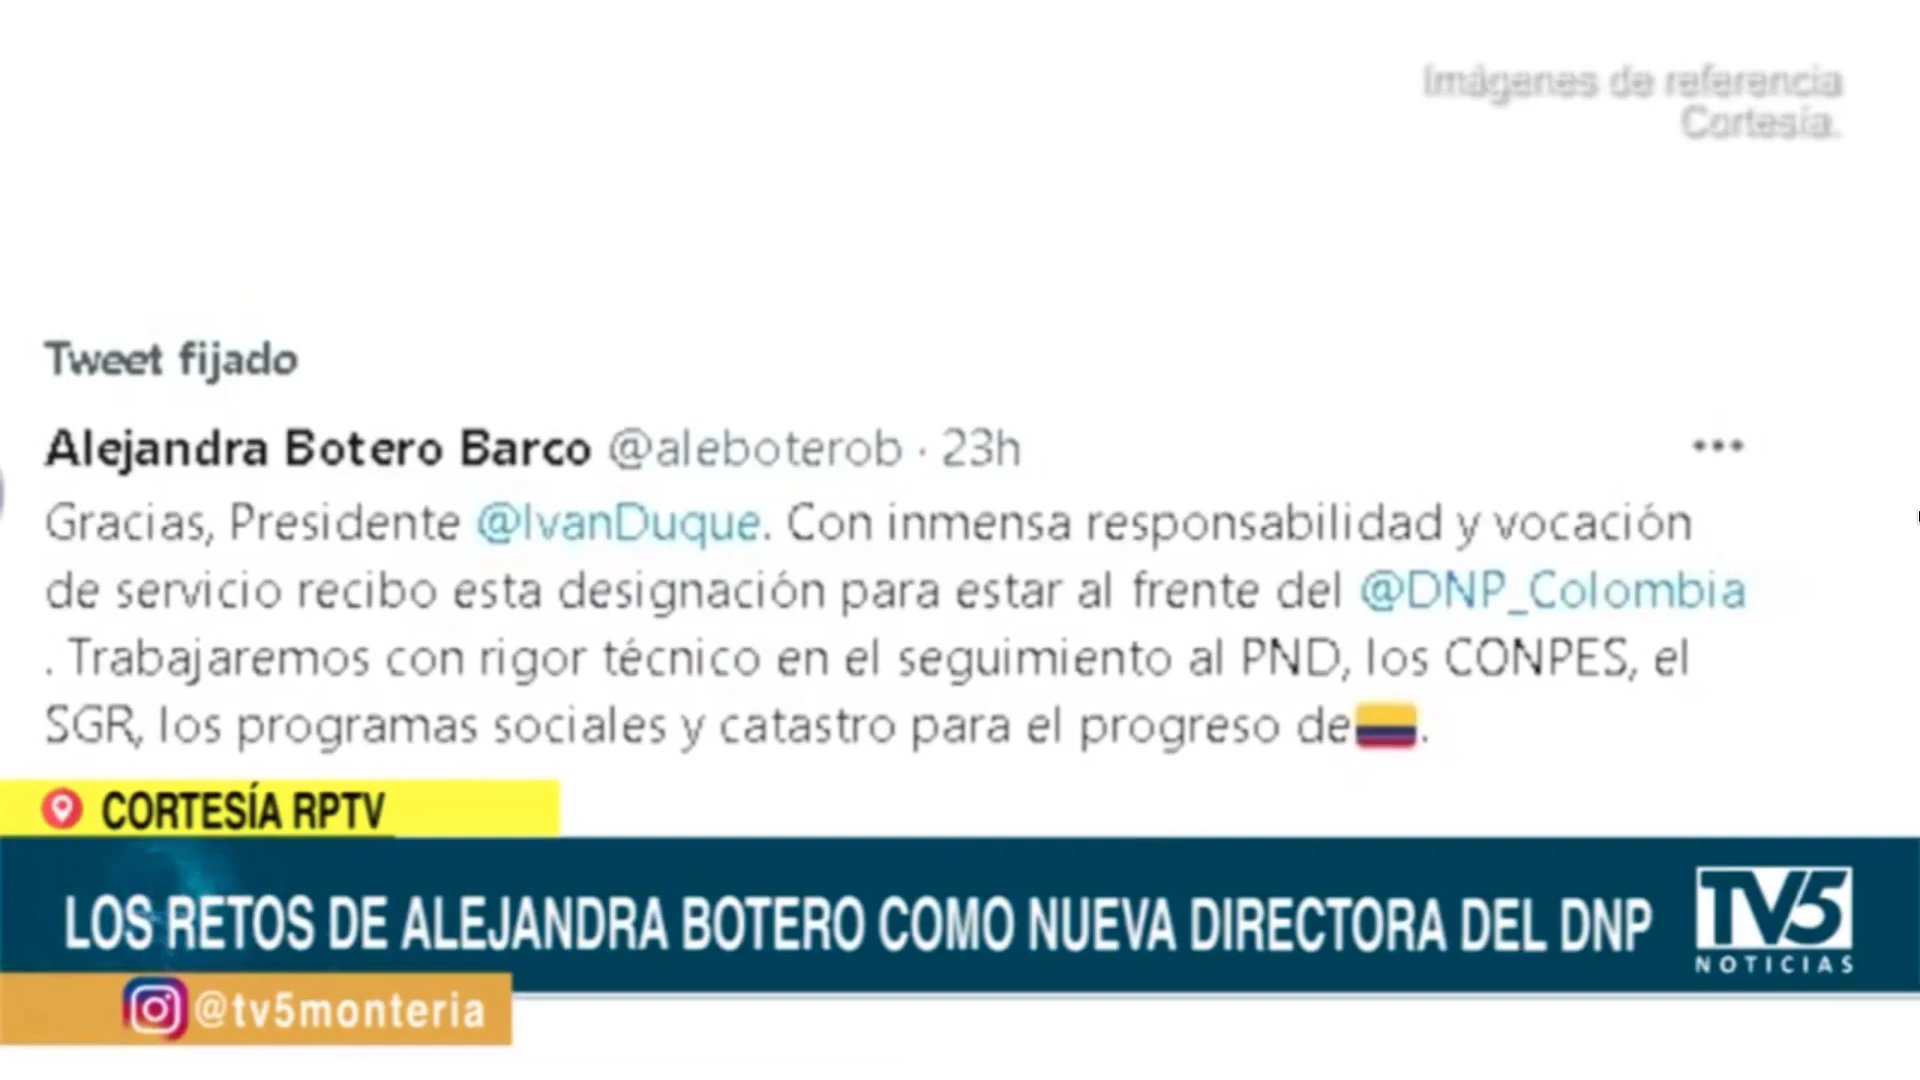 Imágenes de referencia
Cortesía.
Tweet fijado
Alejandra Botero Barco @aleboterob · 23h
Gracias, Presidente @IvanDuque. Con inmensa responsabilidad y vocación
de servicio recibo esta designación para estar al frente del @DNP_Colombia
. Trabajaremos con rigor técnico en el seguimiento al PND, los CONPES, el
SGR, los programas sociales y catastro para el progreso de🇨🇴.
CORTESÍA RPTV
LOS RETOS DE ALEJANDRA BOTERO COMO NUEVA DIRECTORA DEL DNP
TV5
NOTICIAS
@tv5monteria